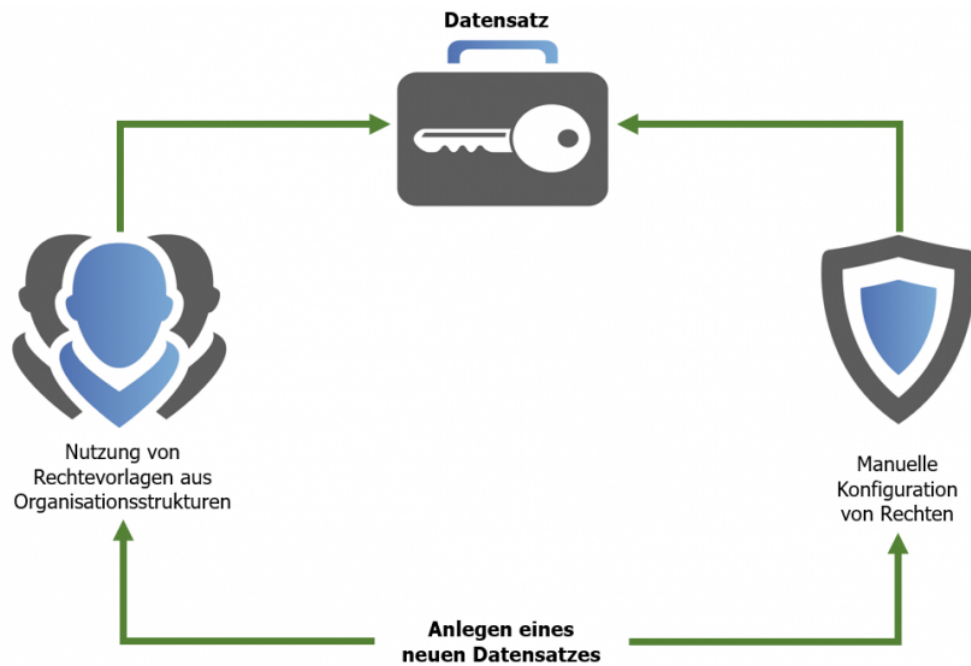 Datensatz
Nutzung von
Rechtevorlagen aus
Organisationsstrukturen
Manuelle
Konfiguration
von Rechten
Anlegen eines
neuen Datensatzes